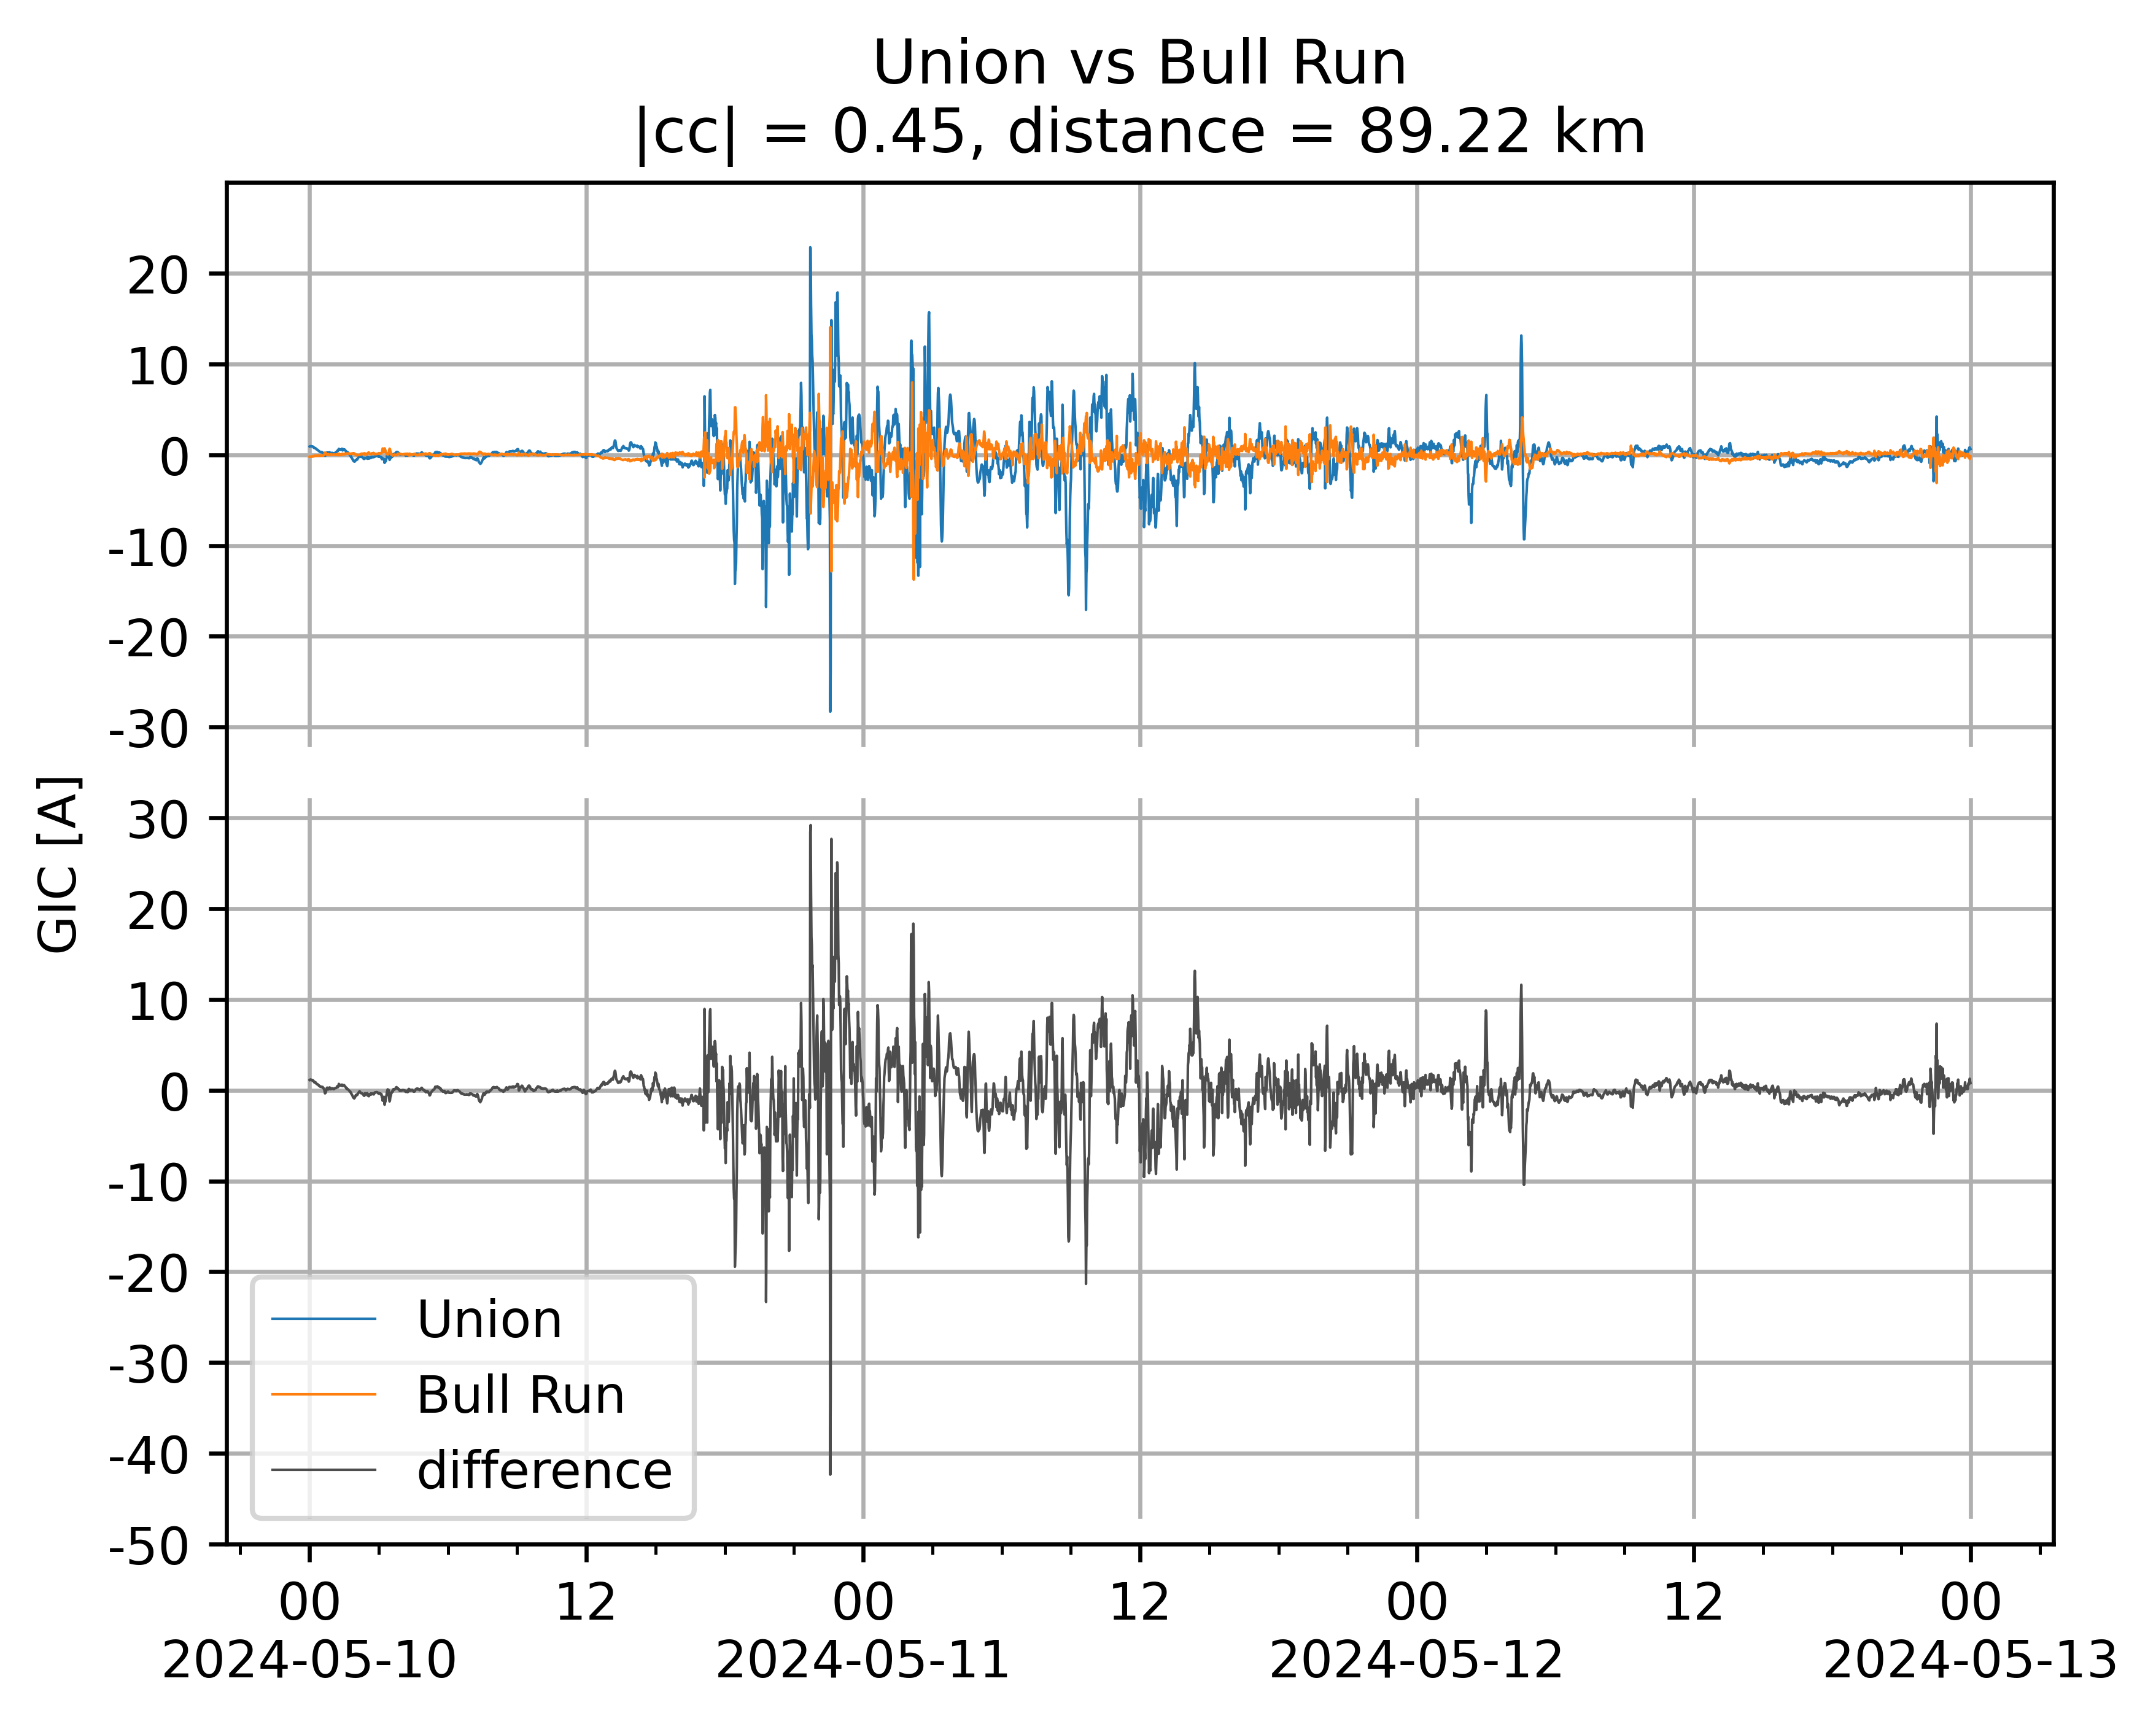 Union vs Bull Run
|cc| = 0.45, distance = 89.22 km
20
10
0
-10
-20
-30
GIC [A]
30
20
10
0
-10
-20
-30
-40
-50
Union
Bull Run
difference
00 12 00 12 00 12 00
2024-05-10 2024-05-11 2024-05-12 2024-05-13